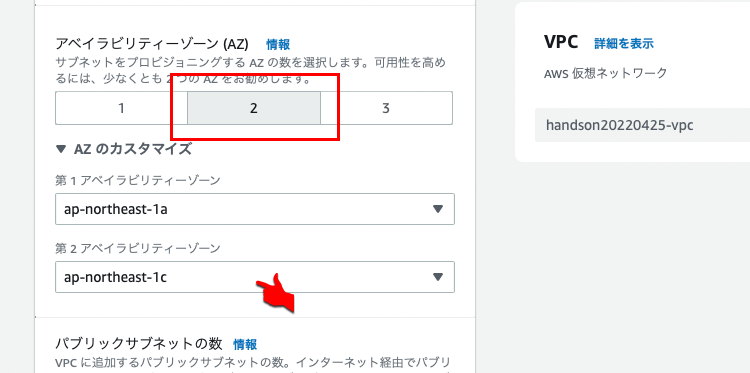 アベイラビリティーゾーン (AZ) 情報
サブネットをプロビジョニングする AZ の数を選択します。可用性を高め
るには、少なくとも 2 つの AZ をお勧めします。
1 2 3
▼ AZ のカスタマイズ
第 1 アベイラビリティーゾーン
ap-northeast-1a
第 2 アベイラビリティーゾーン
ap-northeast-1c
パブリックサブネットの数 情報
VPC に追加するパブリックサブネットの数。インターネット経由でパブリ
VPC 詳細を表示
AWS 仮想ネットワーク
handson20220425-vpc